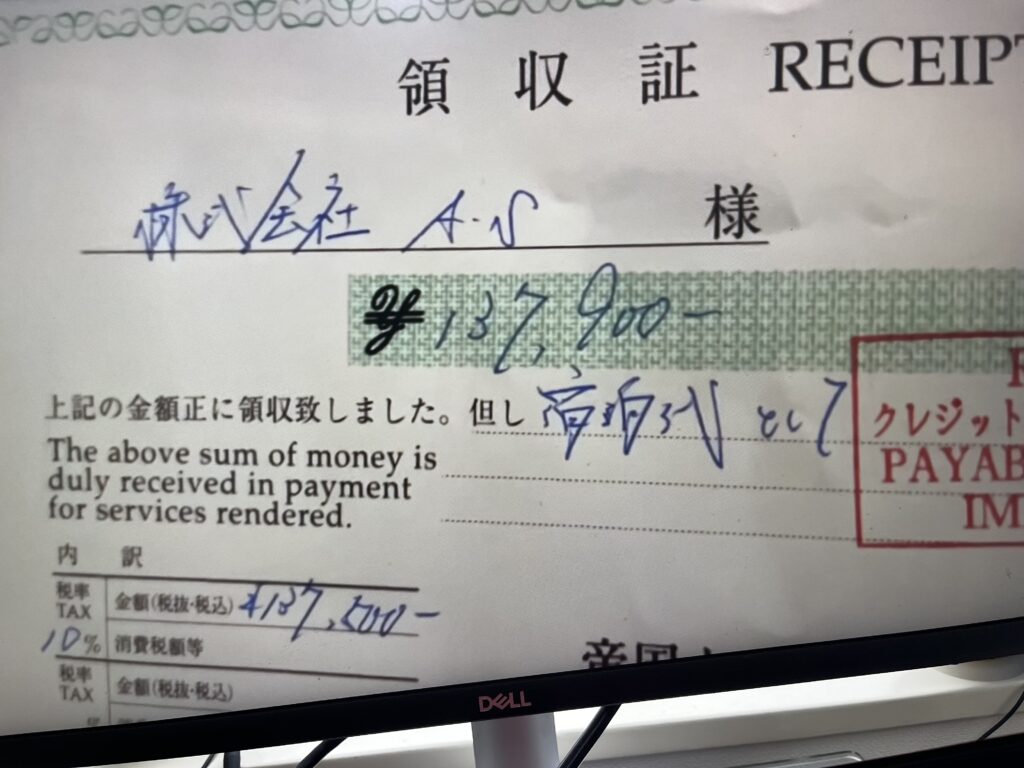 領収証 RECEIPT
株式会社 A・S 様
¥137,900-
上記の金額正に領収致しました。但し 宿泊代として
The above sum of money is
duly received in payment
for services rendered.
クレジット
PAYAB
IM
内訳
税率 TAX 金額(税抜・税込) ¥137,500-
10% 消費税額等
税率 TAX 金額(税抜・税込)
帝国
DELL